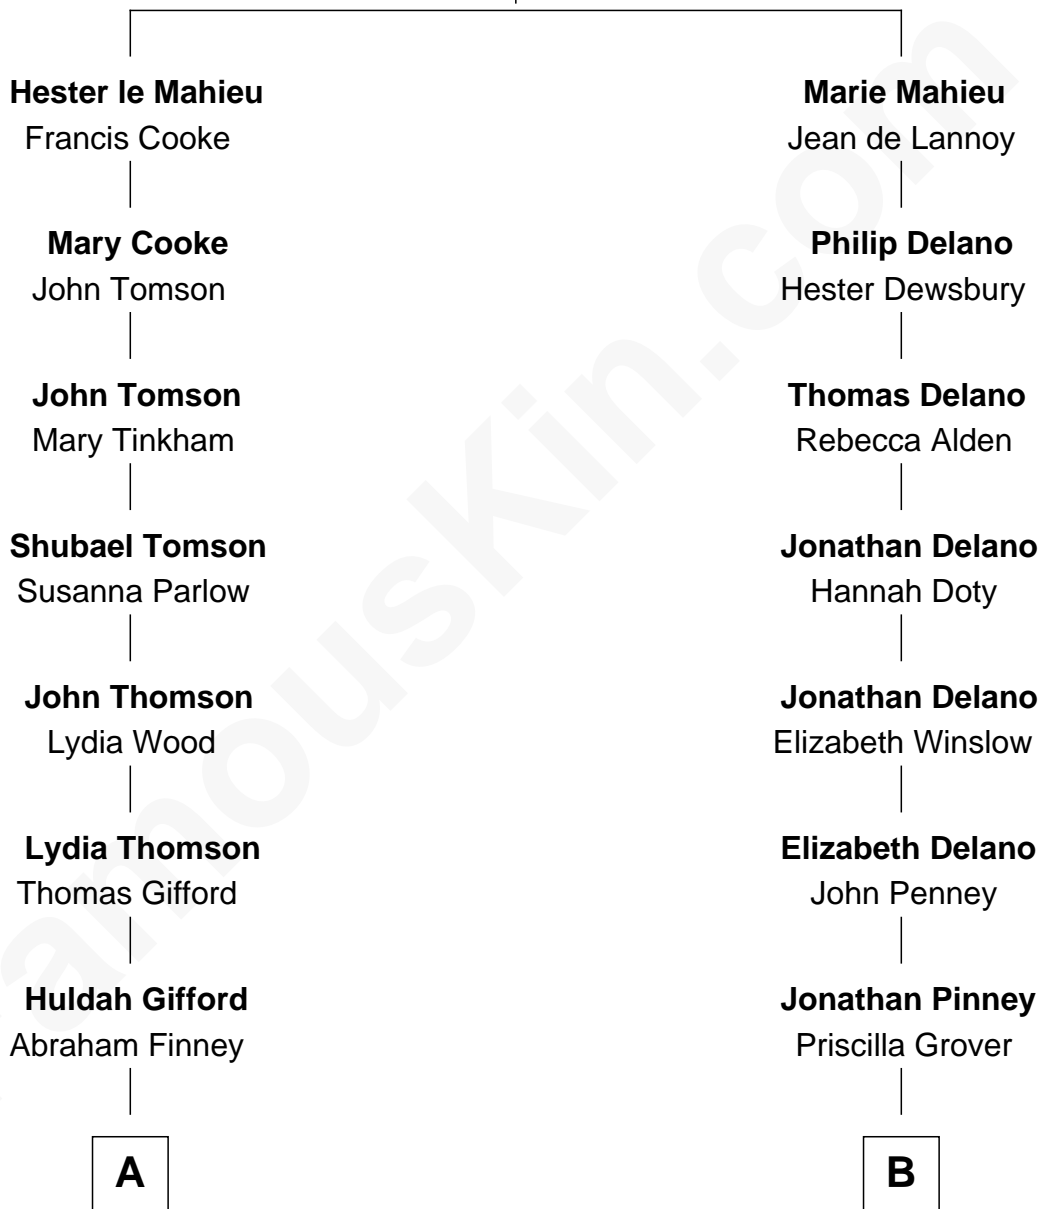 Hester le Mahieu
Francis Cooke
Mary Cooke
John Tomson
John Tomson
Mary Tinkham
Shubael Tomson
Susanna Parlow
John Thomson
Lydia Wood
Lydia Thomson
Thomas Gifford
Huldah Gifford
Abraham Finney
A
Marie Mahieu
Jean de Lannoy
Philip Delano
Hester Dewsbury
Thomas Delano
Rebecca Alden
Jonathan Delano
Hannah Doty
Jonathan Delano
Elizabeth Winslow
Elizabeth Delano
John Penney
Jonathan Pinney
Priscilla Grover
B
amousKin.com